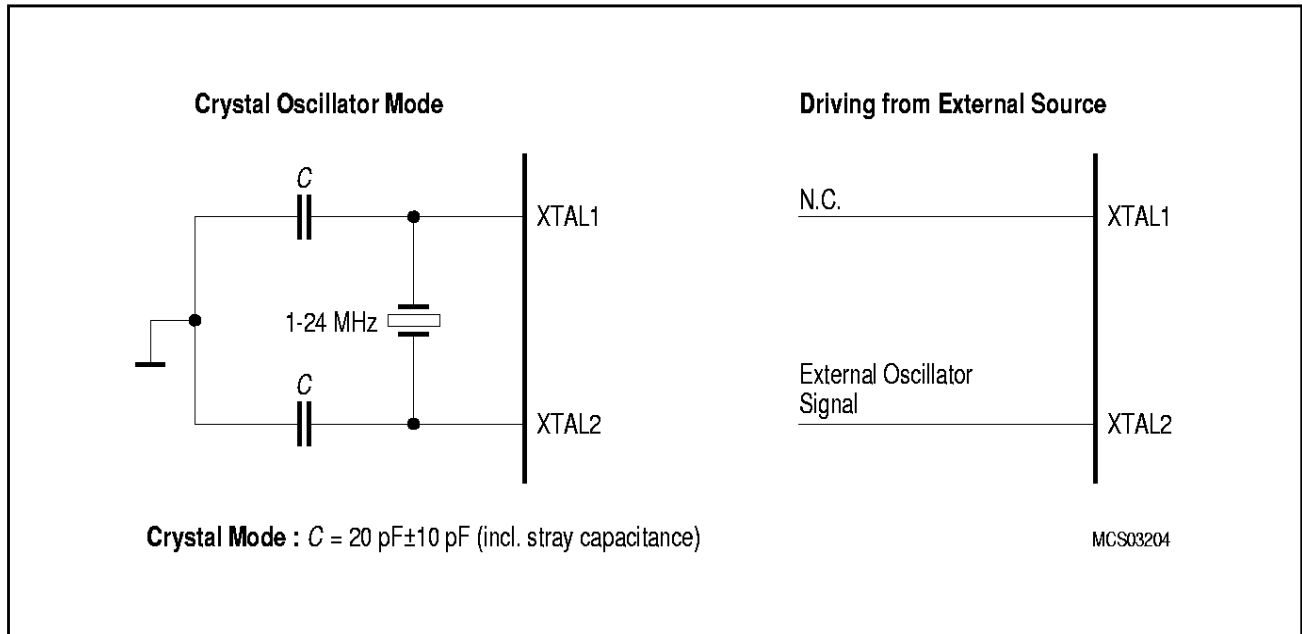 Crystal Oscillator Mode
C
XTAL1
1-24 MHz
C
XTAL2
Crystal Mode : C = 20 pF±10 pF (incl. stray capacitance)
Driving from External Source
N.C.
XTAL1
External Oscillator
Signal
XTAL2
MCS03204